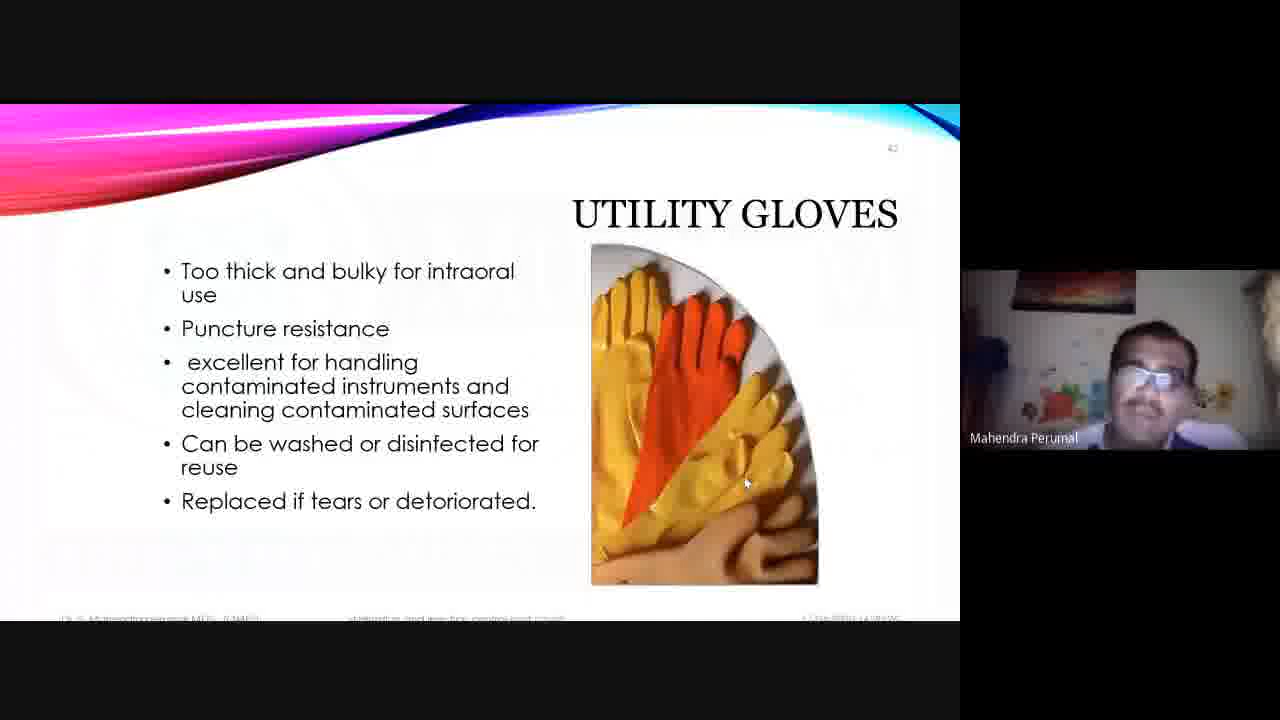 42
UTILITY GLOVES
• Too thick and bulky for intraoral
use
• Puncture resistance
• excellent for handling
contaminated instruments and
cleaning contaminated surfaces
• Can be washed or disinfected for
reuse
• Replaced if tears or detoriorated.
Mahendra Perumal